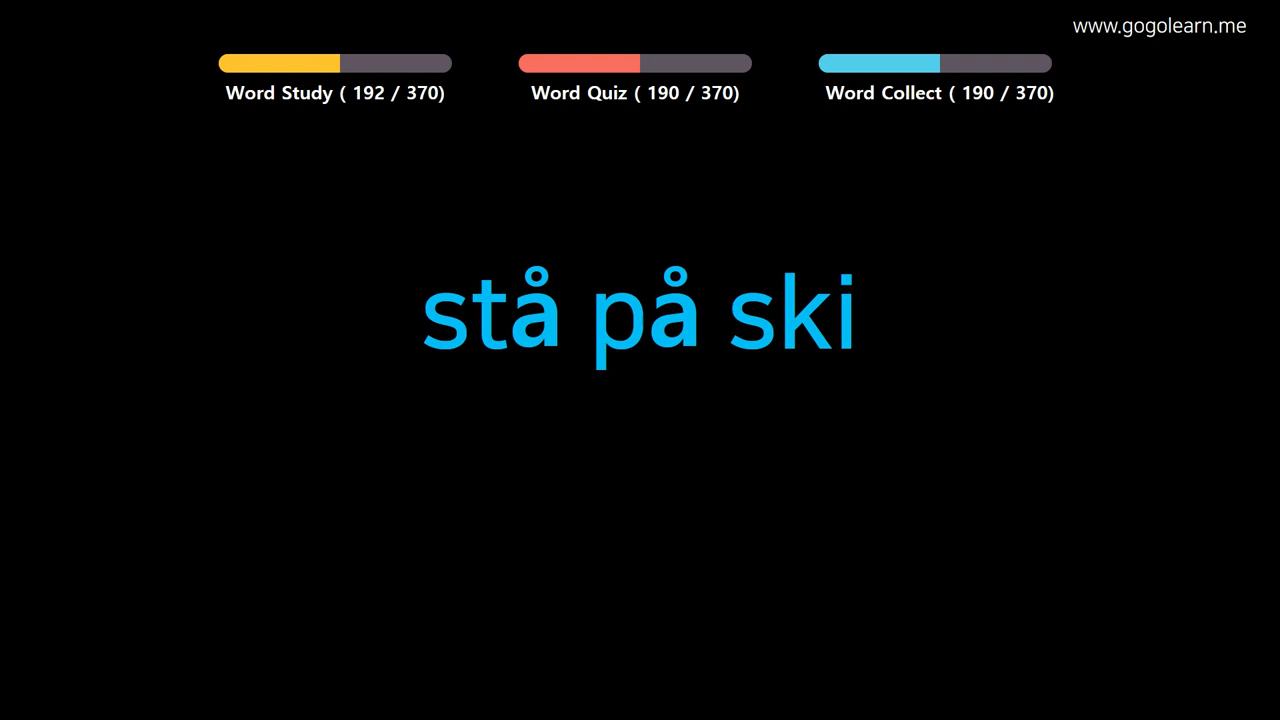 www.gogolearn.me
Word Study ( 192 / 370)
Word Quiz ( 190 / 370)
Word Collect ( 190 / 370)
stå på ski